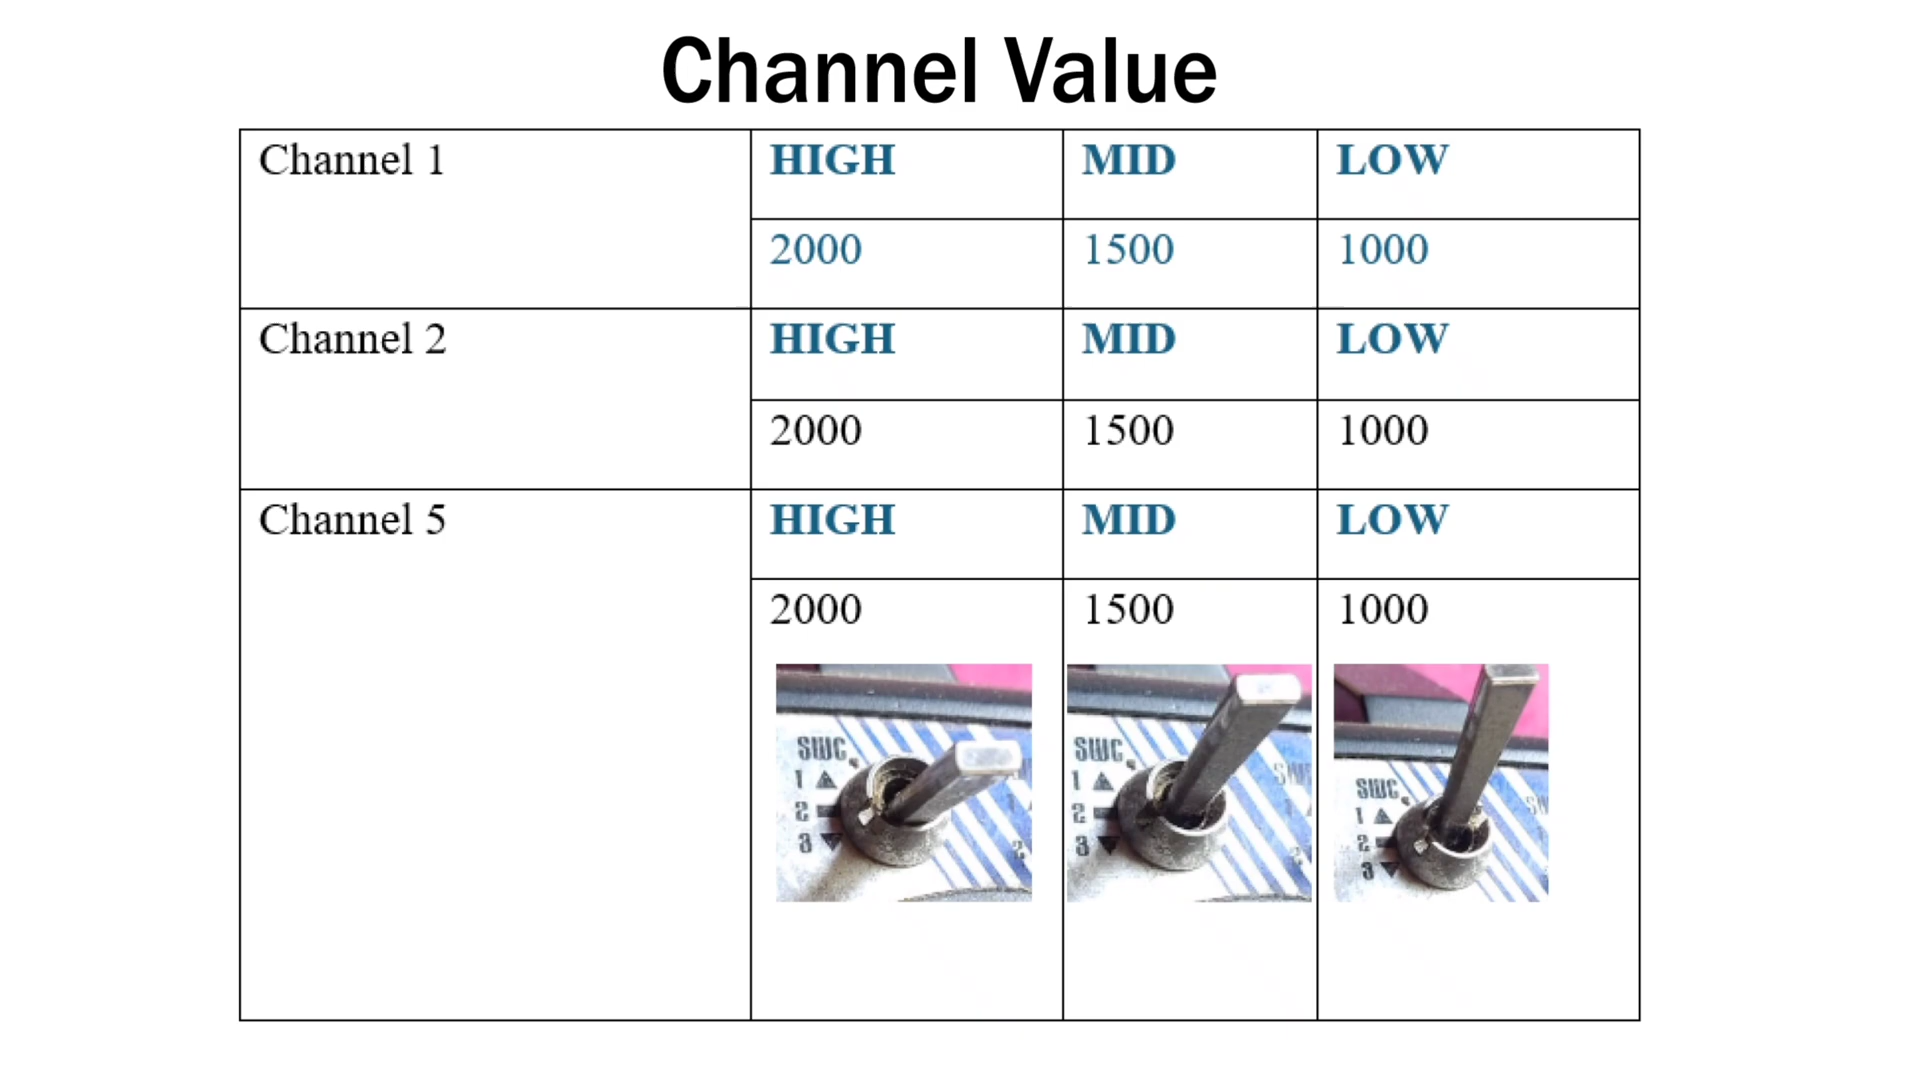 Channel Value
Channel 1 HIGH MID LOW
2000 1500 1000
Channel 2 HIGH MID LOW
2000 1500 1000
Channel 5 HIGH MID LOW
2000 1500 1000
SWC
1
2
3
SWC
1
2
3
SWC
1
2
3